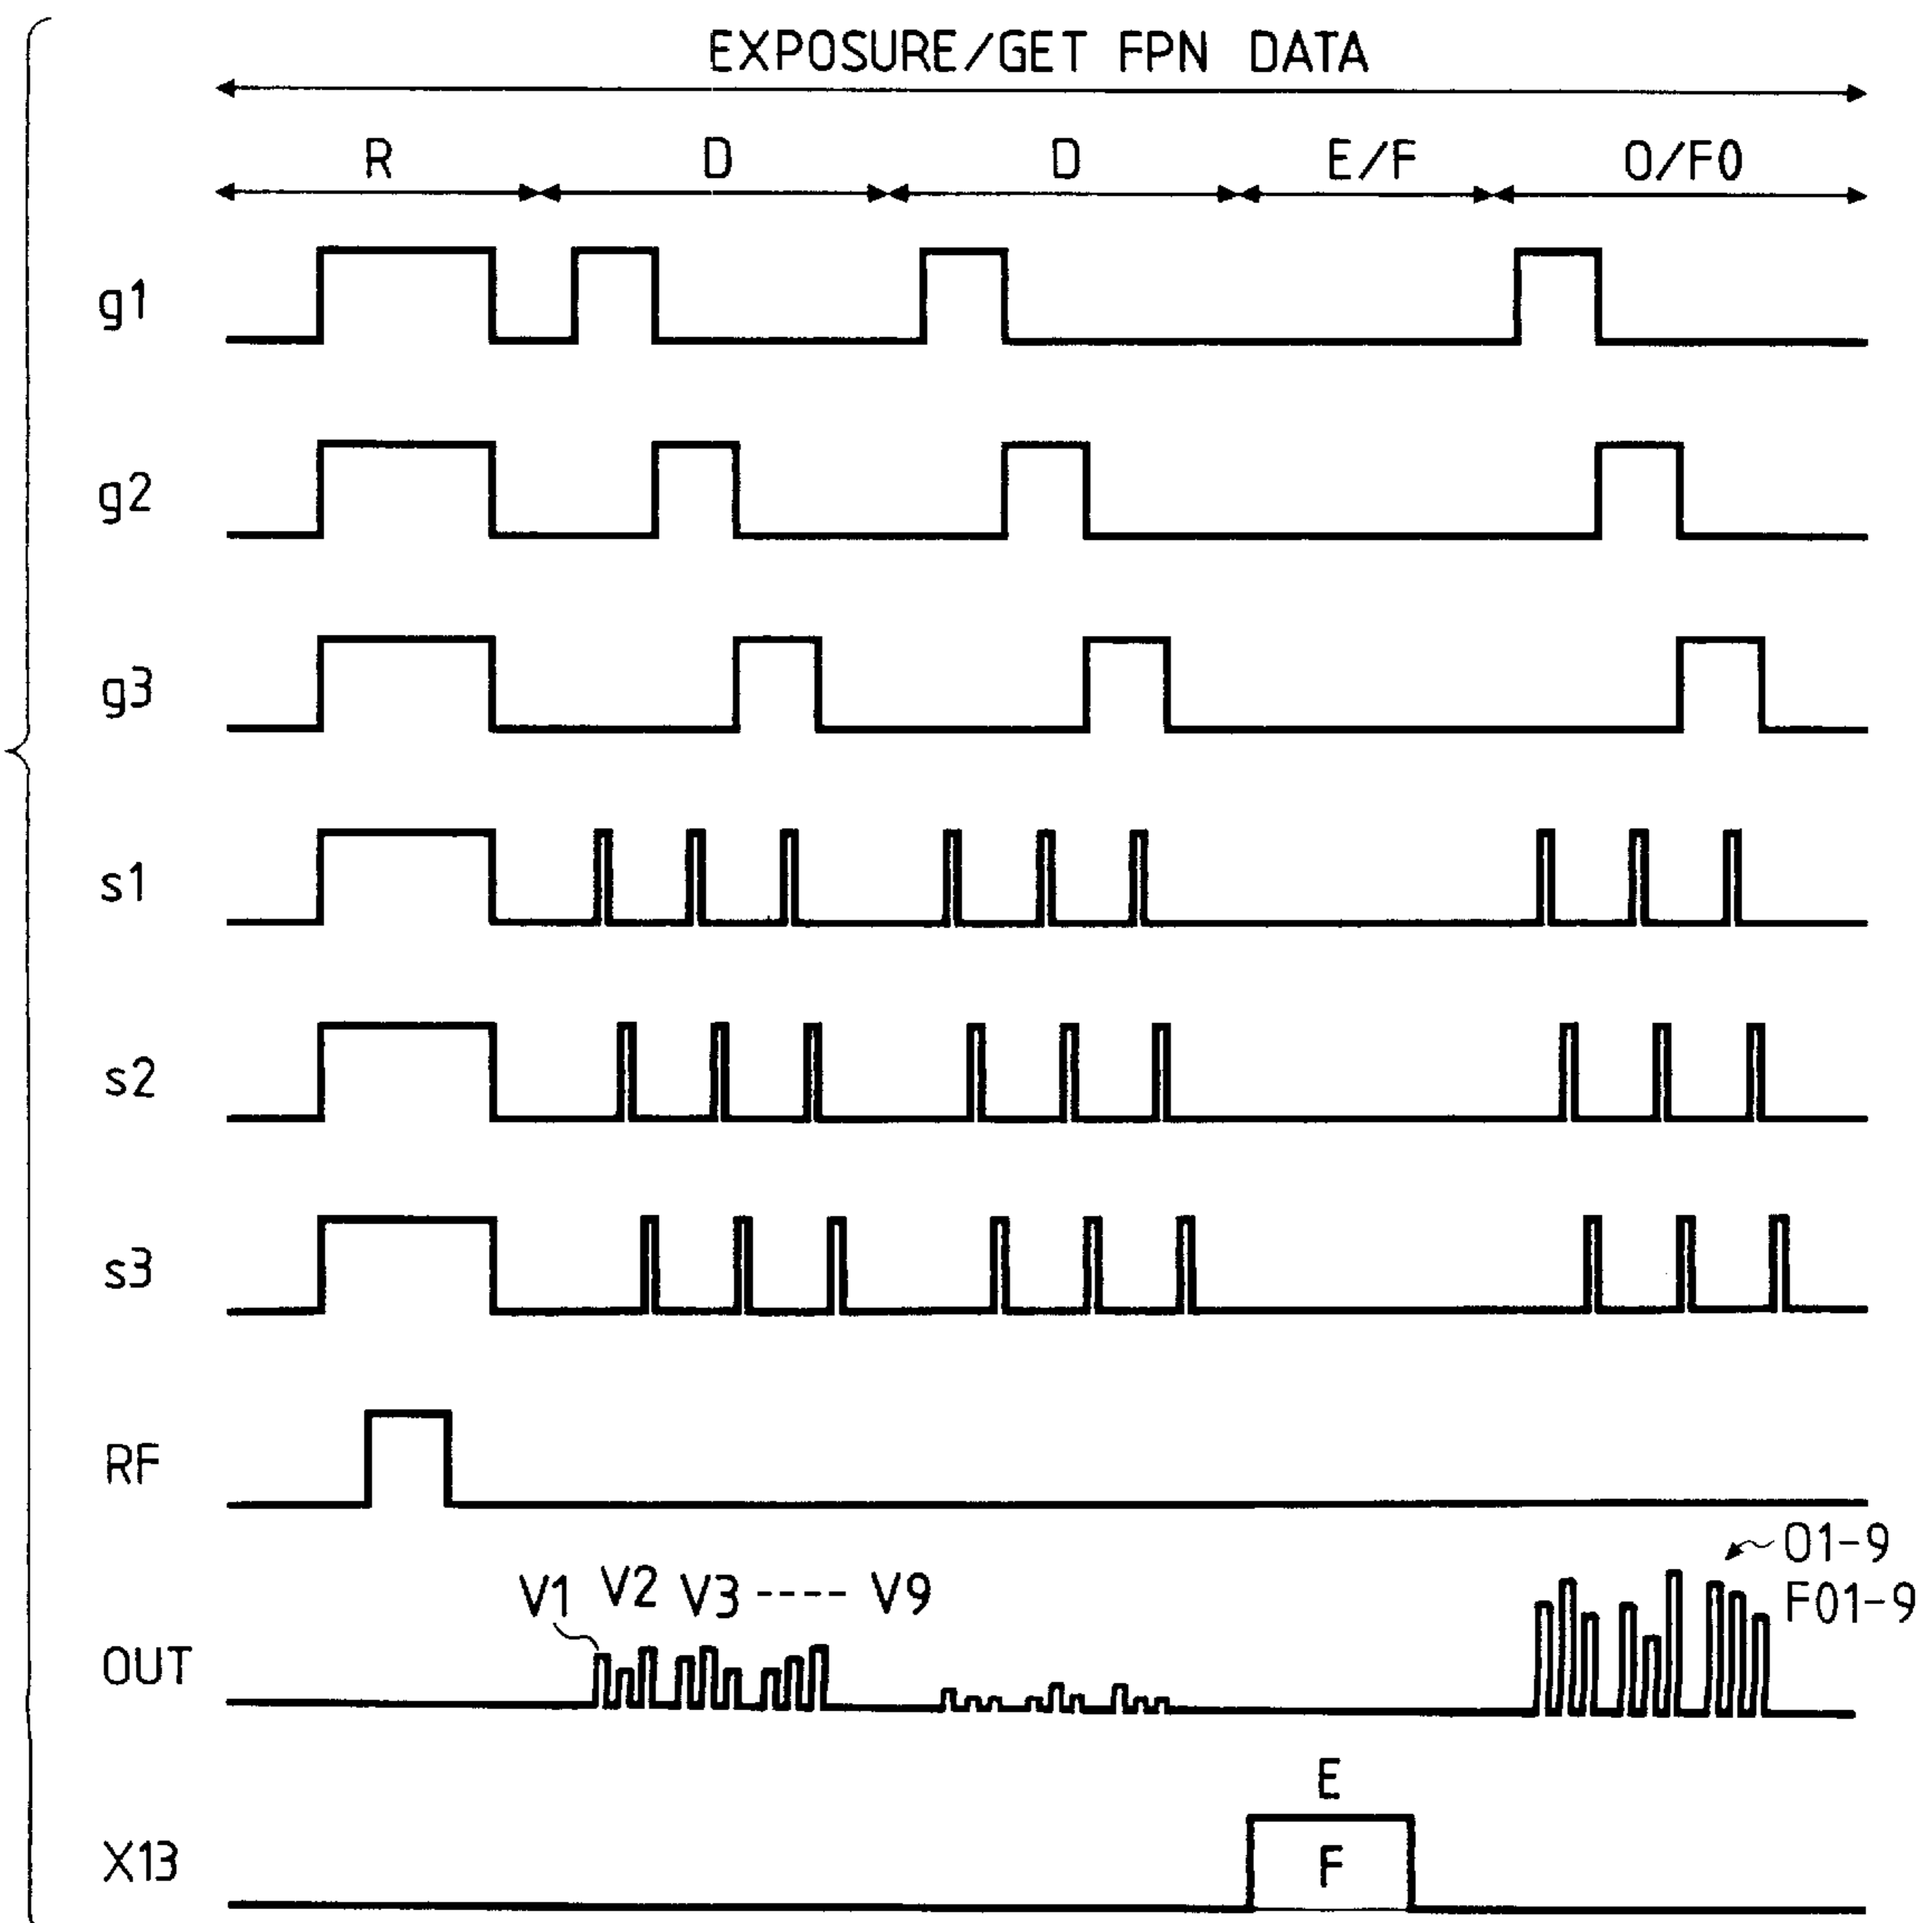 EXPOSURE/GET FPN DATA
R D D E/F O/FO
g1
g2
g3
s1
s2
s3
RF
O1-9
V1 V2 V3 ---- V9 FO1-9
OUT
E
X13 F